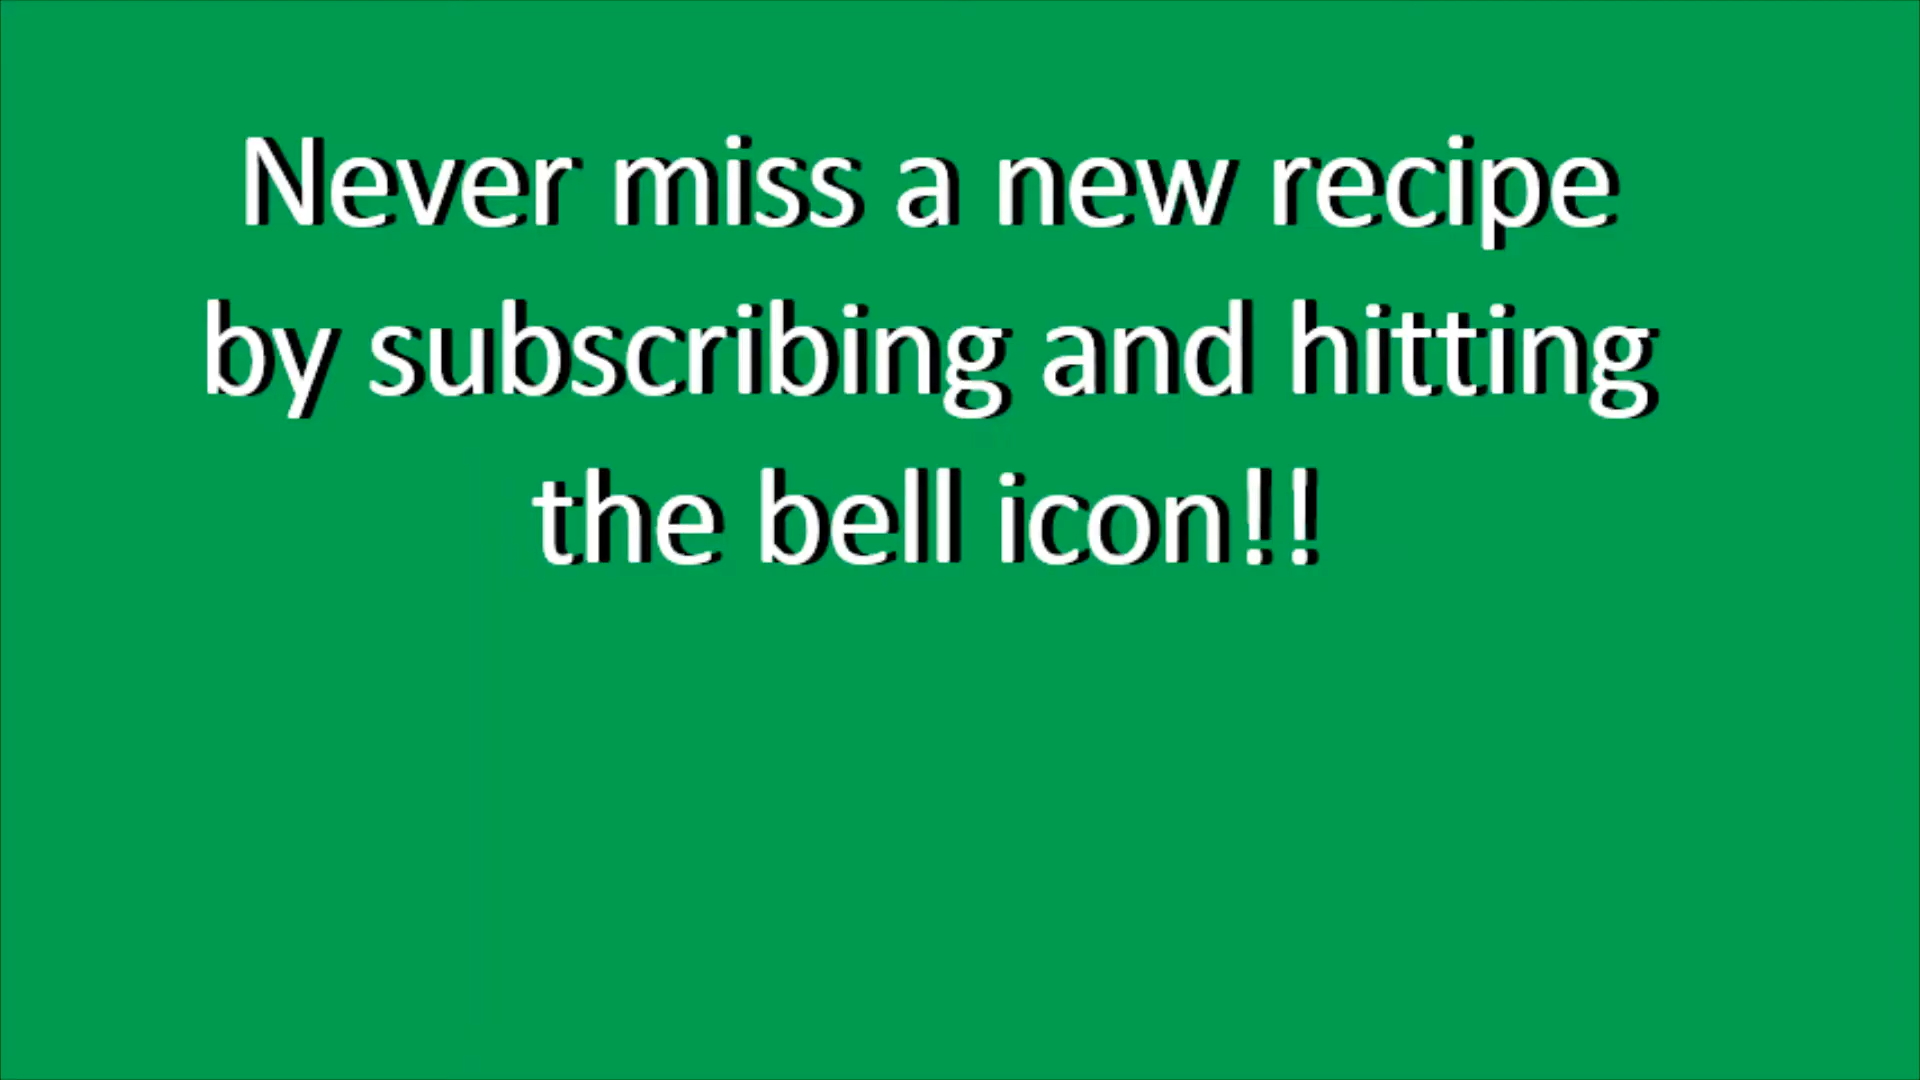 Never miss a new recipe
by subscribing and hitting
the bell icon!!